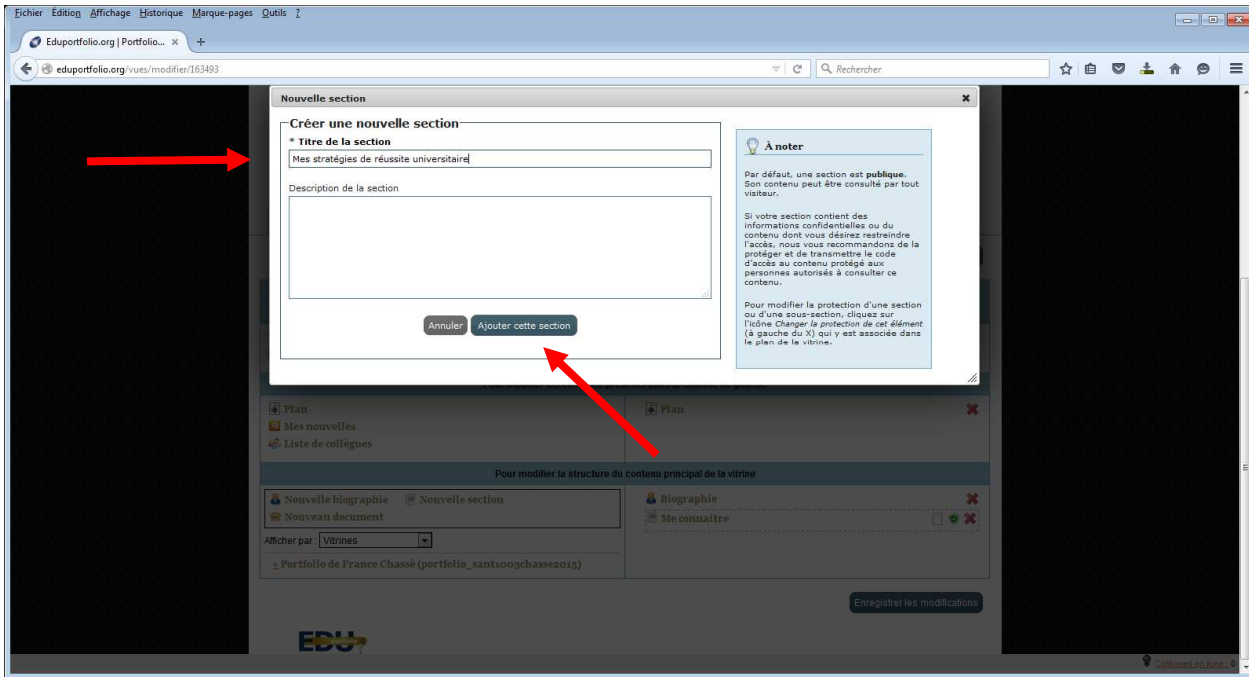 Fichier Édition Affichage Historique Marque-pages Outils ?
Eduportfolio.org | Portfolio... × +
eduportfolio.org/vues/modifier/163493
Rechercher
Nouvelle section
Créer une nouvelle section
* Titre de la section
Mes stratégies de réussite universitaire
Description de la section
Annuler Ajouter cette section
À noter
Par défaut, une section est publique.
Son contenu peut être consulté par tout
visiteur.
Si votre section contient des
informations confidentielles ou du
contenu dont vous désirez restreindre
l'accès, nous vous recommandons de la
protéger et de transmettre le code
d'accès au contenu protégé aux
personnes autorisés à consulter ce
contenu.
Pour modifier la protection d'une section
ou d'une sous-section, cliquez sur
l'icône Changer la protection de cet élément
(à gauche du X) qui y est associée dans
le plan de la vitrine.
Plan
Mes nouvelles
Liste de collègues
Plan
Pour modifier la structure du contenu principal de la vitrine
Nouvelle biographie Nouvelle section
Nouveau document
Afficher par : Vitrines
+ Portfolio de France Chassé (portfolio_sant1003chasse2015)
Biographie
Me connaitre
Enregistrer les modifications
EDU
Collègues en ligne : 0